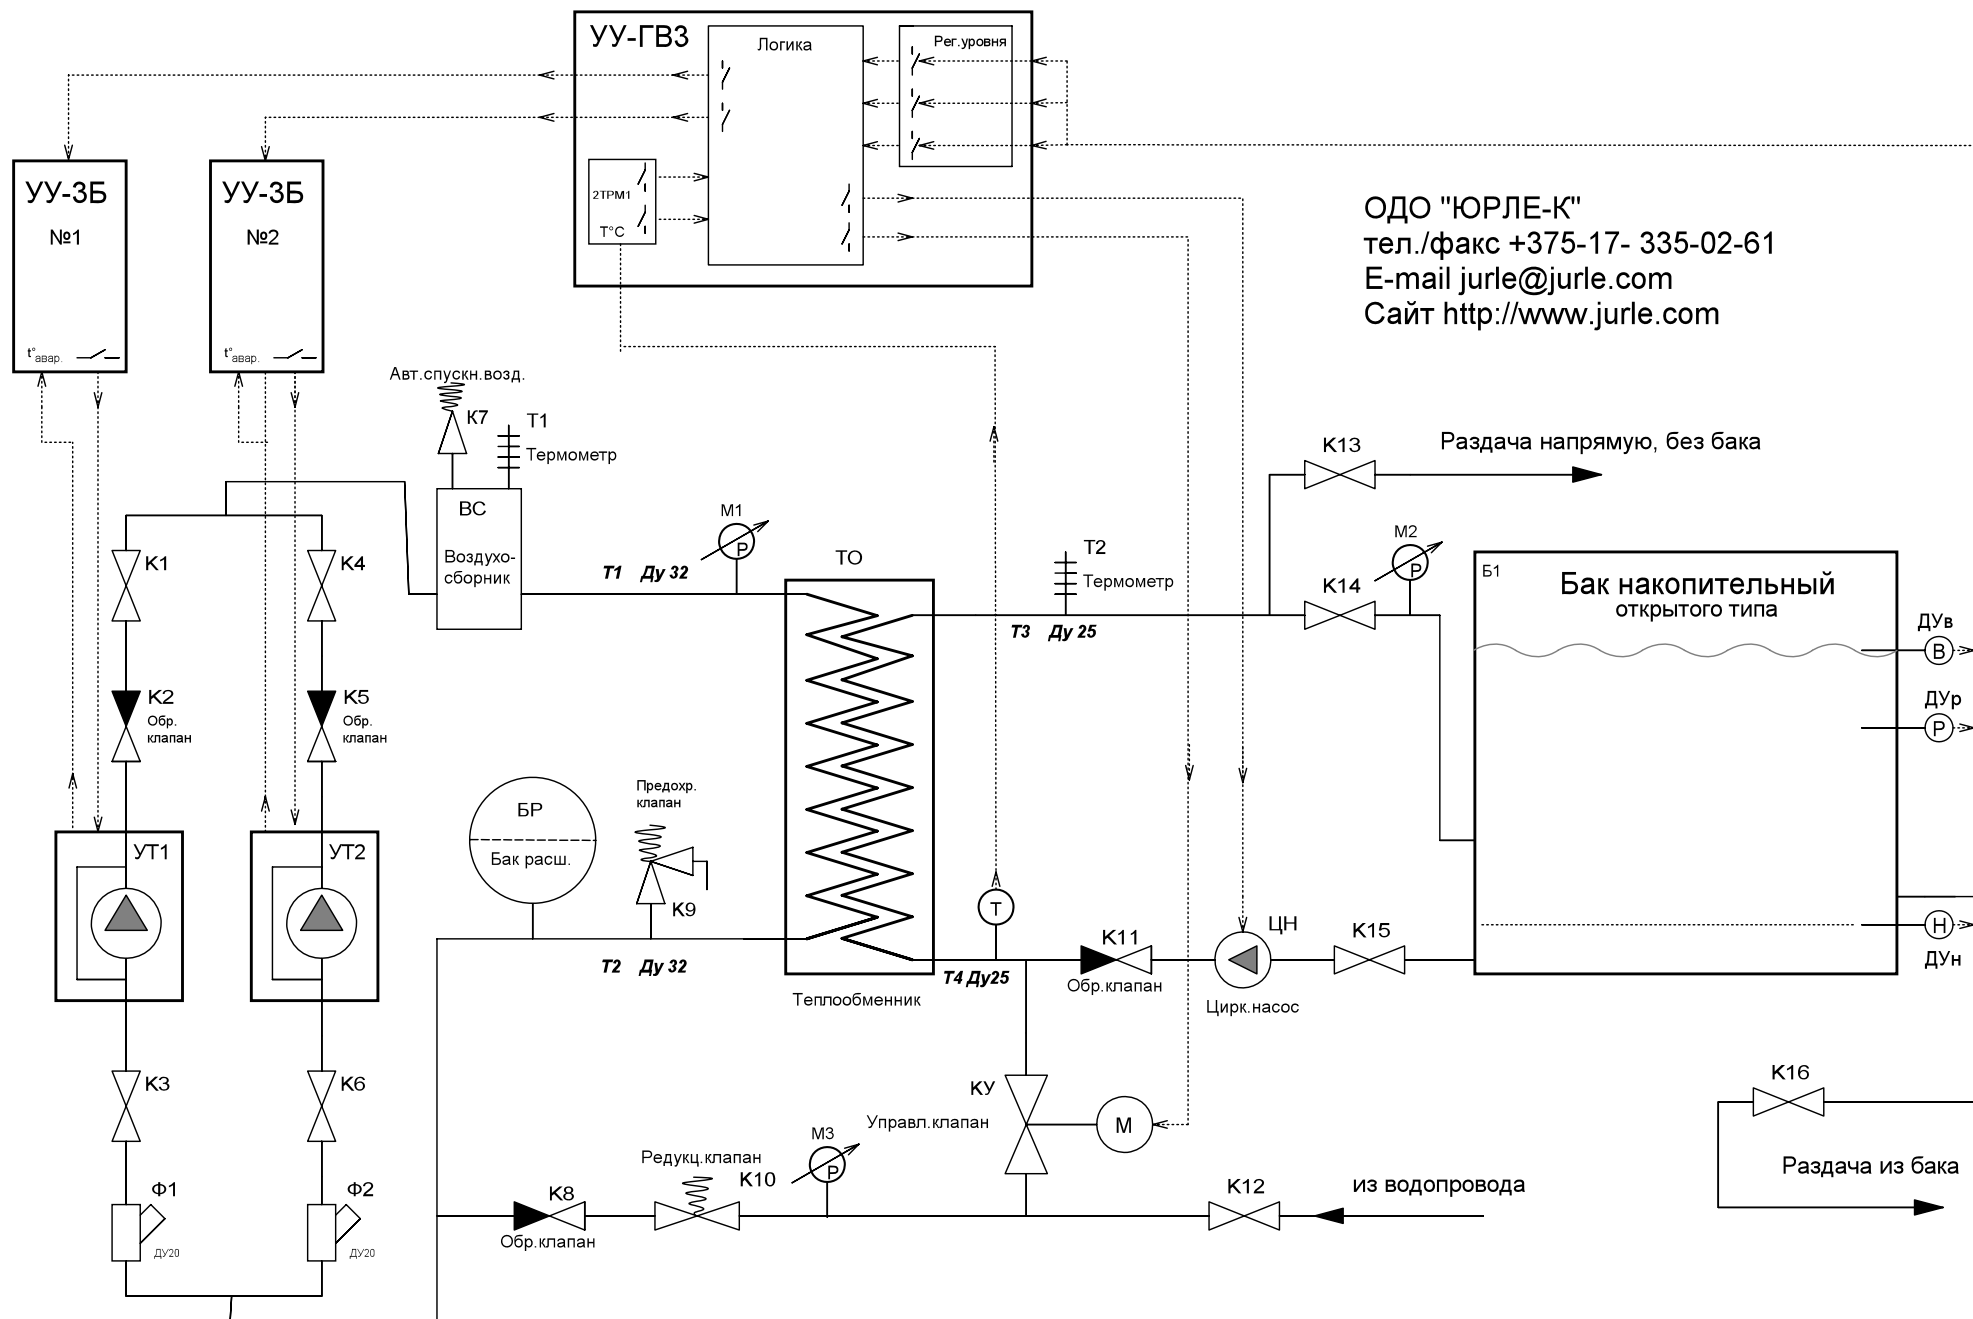 УУ-ГВЗ
Логика
Рег.уровня
2ТРМ1
T°C
УУ-ЗБ
№1
t°авар.
УУ-ЗБ
№2
t°авар.
ОДО "ЮРЛЕ-К"
тел./факс +375-17- 335-02-61
E-mail jurle@jurle.com
Сайт http://www.jurle.com
Авт.спускн.возд.
К7
Т1
Термометр
ВС
Воздухо-
сборник
М1
P
Т1 Ду 32
ТО
Т2
Термометр
Т3 Ду 25
К13
Раздача напрямую, без бака
К14
М2
P
Б1
Бак накопительный
открытого типа
ДУв
В
ДУр
Р
Н
ДУн
К1
К4
К2
Обр.
клапан
К5
Обр.
клапан
УТ1
УТ2
БР
Бак расш.
Предохр.
клапан
К9
Т2 Ду 32
Теплообменник
Т
Т4 Ду25
К11
Обр.клапан
ЦН
Цирк.насос
К15
К3
К6
КУ
Управл.клапан
М
К16
Раздача из бака
Ф1
ДУ20
Ф2
ДУ20
К8
Обр.клапан
Редукц.клапан
К10
М3
P
К12
из водопровода